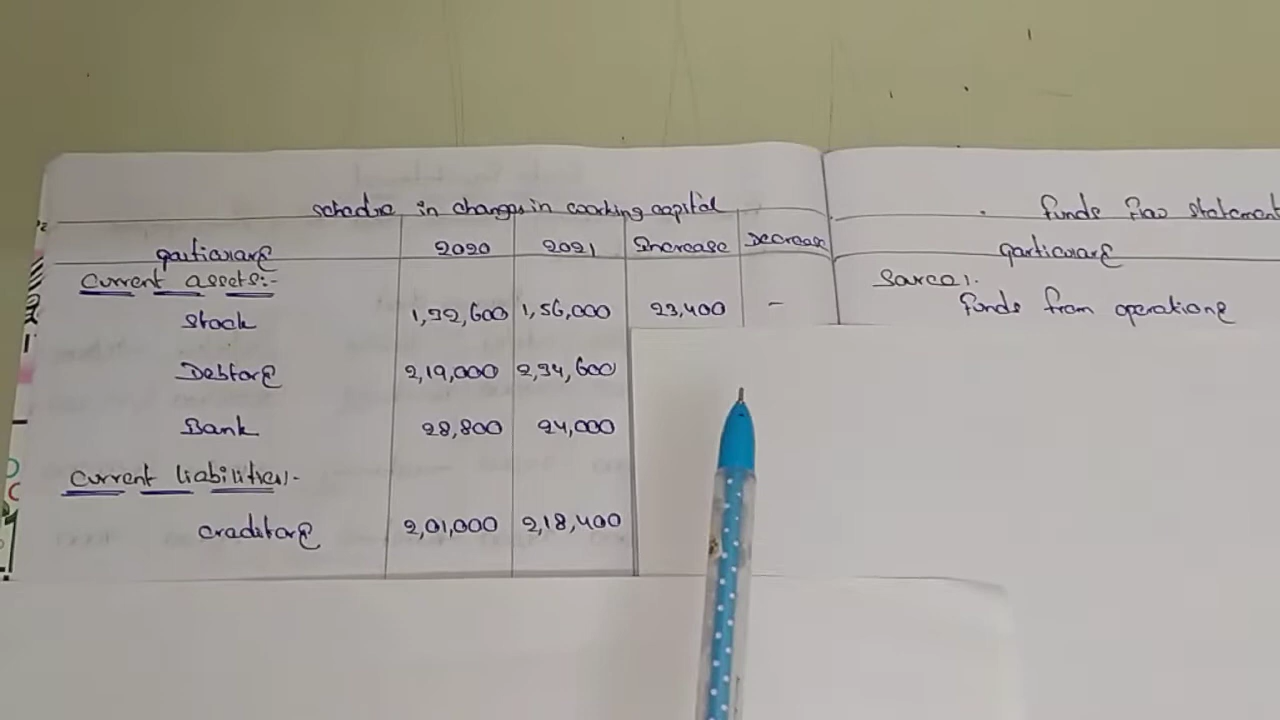 Schedule in changes in working capital
Funds flow statement
Particulars 2020 2021 Increase Decrease
Particulars
Current assets:-
Sources:-
Stock 1,32,600 1,56,000 23,400 -
Funds from operations
Debtors 2,19,000 2,34,600
Bank 28,800 24,000
Current liabilities:-
Creditors 2,01,000 2,18,400